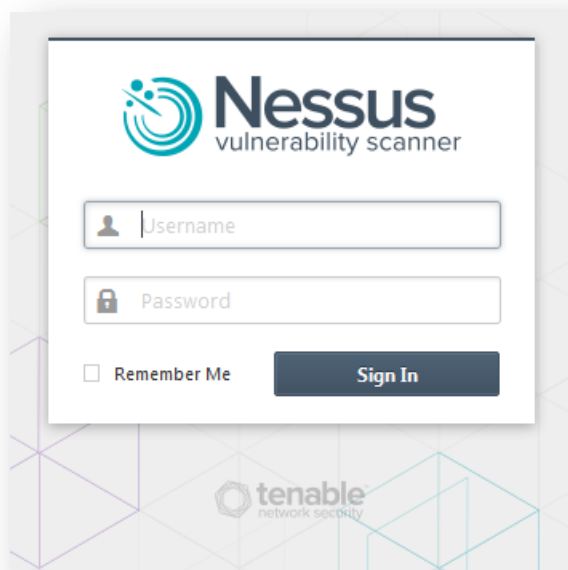 Nessus
vulnerability scanner
Username
Password
Remember Me
Sign In
tenable
network security